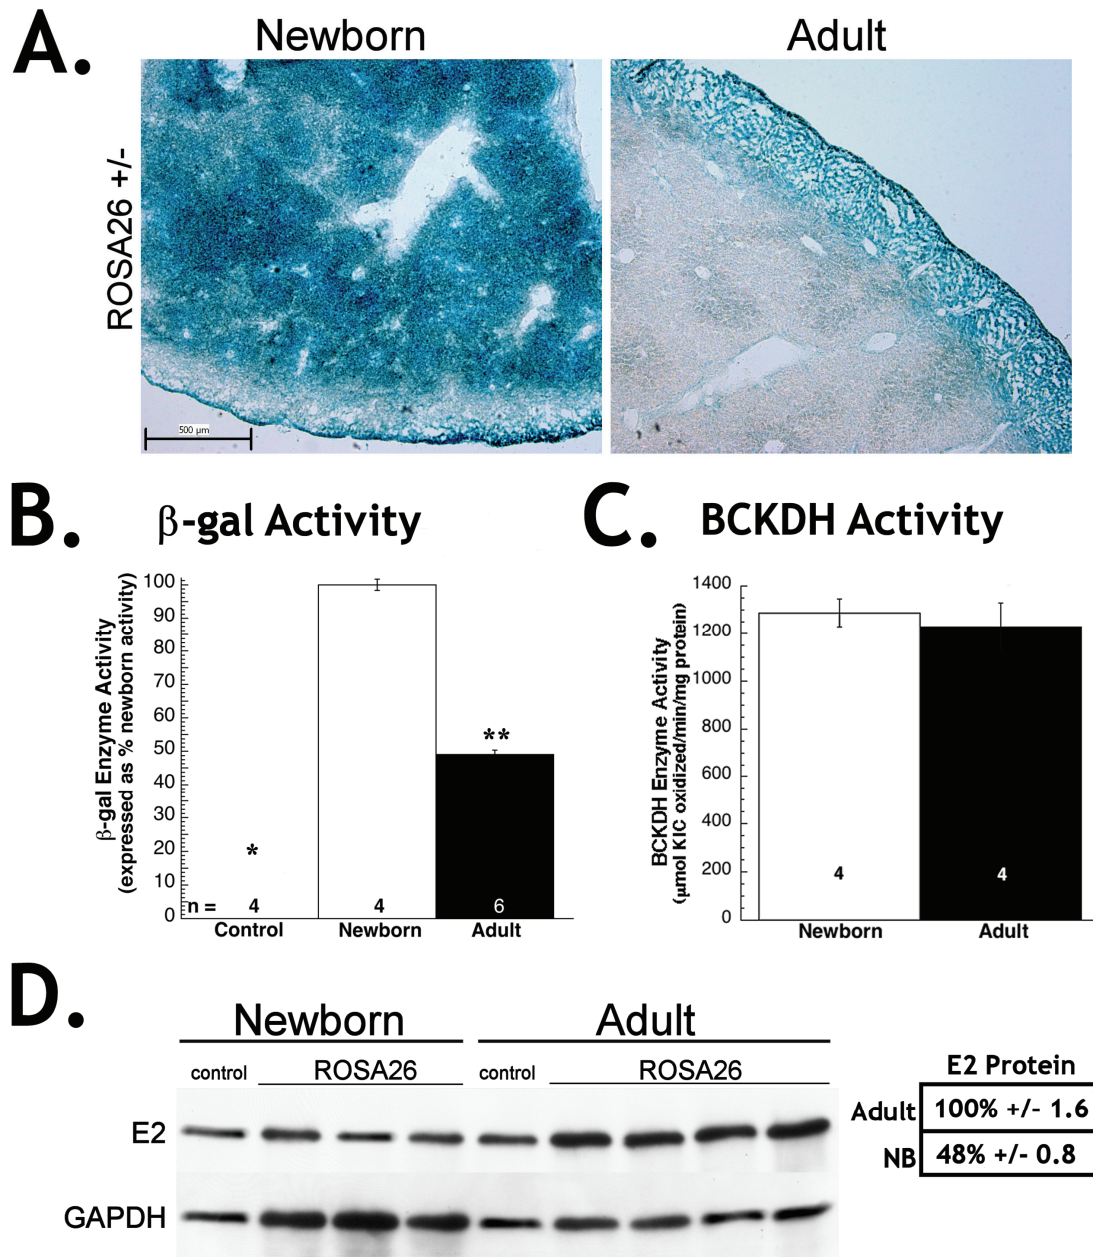 A.
Newborn
Adult
ROSA26 +/-
500 µm
B.
β-gal Activity
β-gal Enzyme Activity
(expressed as % newborn activity)
100
90
80
70
60
50
40
30
20
10
0
*
**
n = 4 4 6
Control Newborn Adult
C.
BCKDH Activity
BCKDH Enzyme Activity
(µmol KIC oxidized/min/mg protein)
1400
1200
1000
800
600
400
200
0
4 4
Newborn Adult
D.
Newborn Adult
control ROSA26 control ROSA26
E2
GAPDH
E2 Protein
Adult 100% +/- 1.6
NB 48% +/- 0.8